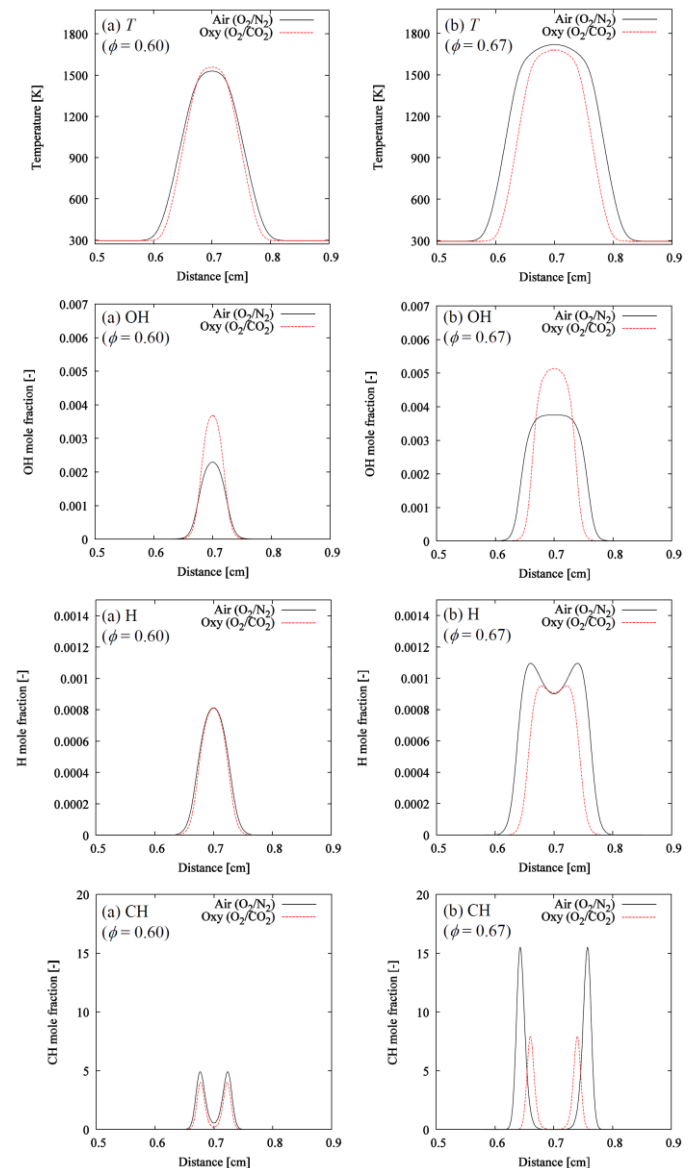 (a) T
(ϕ = 0.60)
Air (O2/N2)
Oxy (O2/CO2)
1800
1500
1200
900
600
300
Temperature [K]
0.5 0.6 0.7 0.8 0.9
Distance [cm]
(b) T
(ϕ = 0.67)
Air (O2/N2)
Oxy (O2/CO2)
1800
1500
1200
900
600
300
Temperature [K]
0.5 0.6 0.7 0.8 0.9
Distance [cm]
(a) OH
(ϕ = 0.60)
Air (O2/N2)
Oxy (O2/CO2)
0.007
0.006
0.005
0.004
0.003
0.002
0.001
0
OH mole fraction [-]
0.5 0.6 0.7 0.8 0.9
Distance [cm]
(b) OH
(ϕ = 0.67)
Air (O2/N2)
Oxy (O2/CO2)
0.007
0.006
0.005
0.004
0.003
0.002
0.001
0
OH mole fraction [-]
0.5 0.6 0.7 0.8 0.9
Distance [cm]
(a) H
(ϕ = 0.60)
Air (O2/N2)
Oxy (O2/CO2)
0.0014
0.0012
0.001
0.0008
0.0006
0.0004
0.0002
0
H mole fraction [-]
0.5 0.6 0.7 0.8 0.9
Distance [cm]
(b) H
(ϕ = 0.67)
Air (O2/N2)
Oxy (O2/CO2)
0.0014
0.0012
0.001
0.0008
0.0006
0.0004
0.0002
0
H mole fraction [-]
0.5 0.6 0.7 0.8 0.9
Distance [cm]
(a) CH
(ϕ = 0.60)
Air (O2/N2)
Oxy (O2/CO2)
20
15
10
5
0
CH mole fraction [-]
0.5 0.6 0.7 0.8 0.9
Distance [cm]
(b) CH
(ϕ = 0.67)
Air (O2/N2)
Oxy (O2/CO2)
20
15
10
5
0
CH mole fraction [-]
0.5 0.6 0.7 0.8 0.9
Distance [cm]